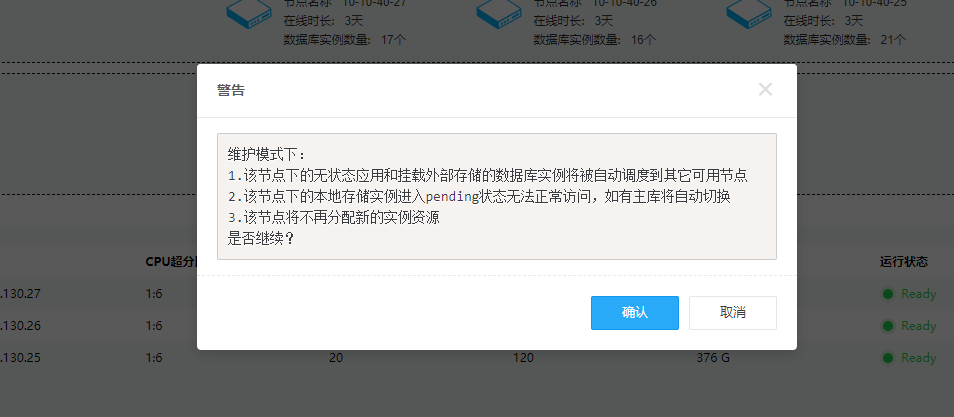 节点名称 10-10-40-27 节点名称 10-10-40-26 节点名称 10-10-40-25
在线时长: 3天 在线时长: 3天 在线时长: 3天
数据库实例数量: 17个 数据库实例数量: 16个 数据库实例数量: 21个
警告
维护模式下:
1.该节点下的无状态应用和挂载外部存储的数据库实例将被自动调度到其它可用节点
2.该节点下的本地存储实例进入pending状态无法正常访问，如有主库将自动切换
3.该节点将不再分配新的实例资源
是否继续?
确认 取消
CPU超分 运行状态
.130.27 1:6 Ready
.130.26 1:6 Ready
.130.25 1:6 20 120 376 G Ready